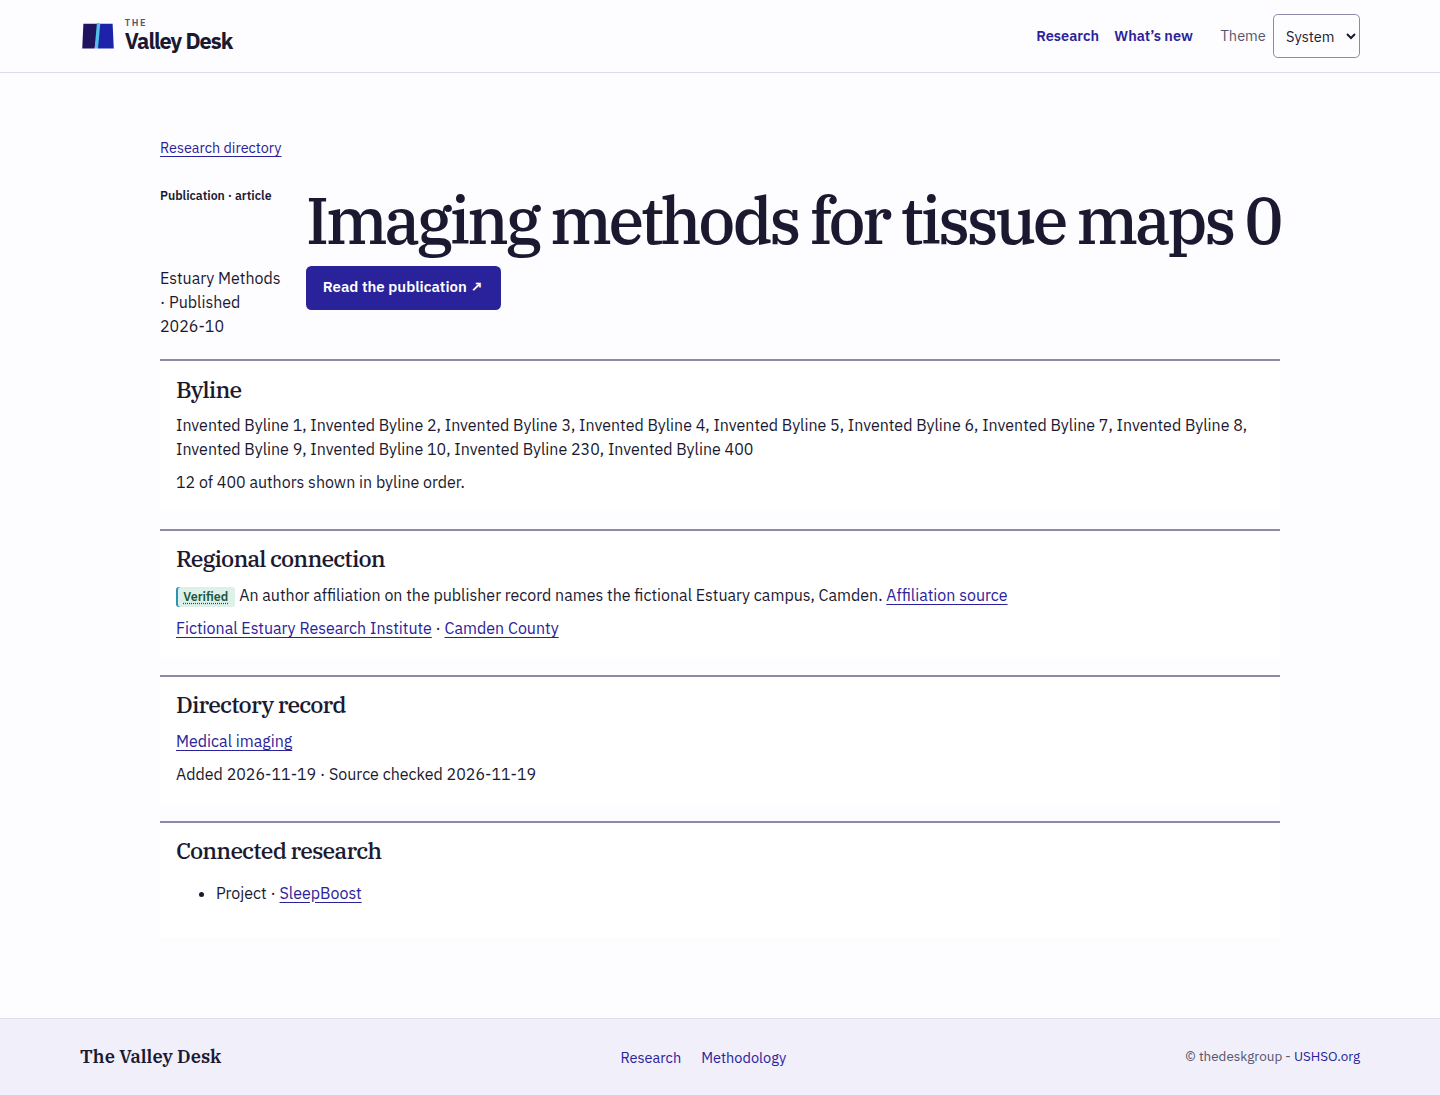 THE
Valley Desk
Research What's new Theme System
Research directory
Publication · article
Imaging methods for tissue maps 0
Estuary Methods
· Published
2026-10
Read the publication ↗
Byline
Invented Byline 1, Invented Byline 2, Invented Byline 3, Invented Byline 4, Invented Byline 5, Invented Byline 6, Invented Byline 7, Invented Byline 8,
Invented Byline 9, Invented Byline 10, Invented Byline 230, Invented Byline 400
12 of 400 authors shown in byline order.
Regional connection
Verified An author affiliation on the publisher record names the fictional Estuary campus, Camden. Affiliation source
Fictional Estuary Research Institute · Camden County
Directory record
Medical imaging
Added 2026-11-19 · Source checked 2026-11-19
Connected research
• Project · SleepBoost
The Valley Desk
Research Methodology
© thedeskgroup - USHSO.org